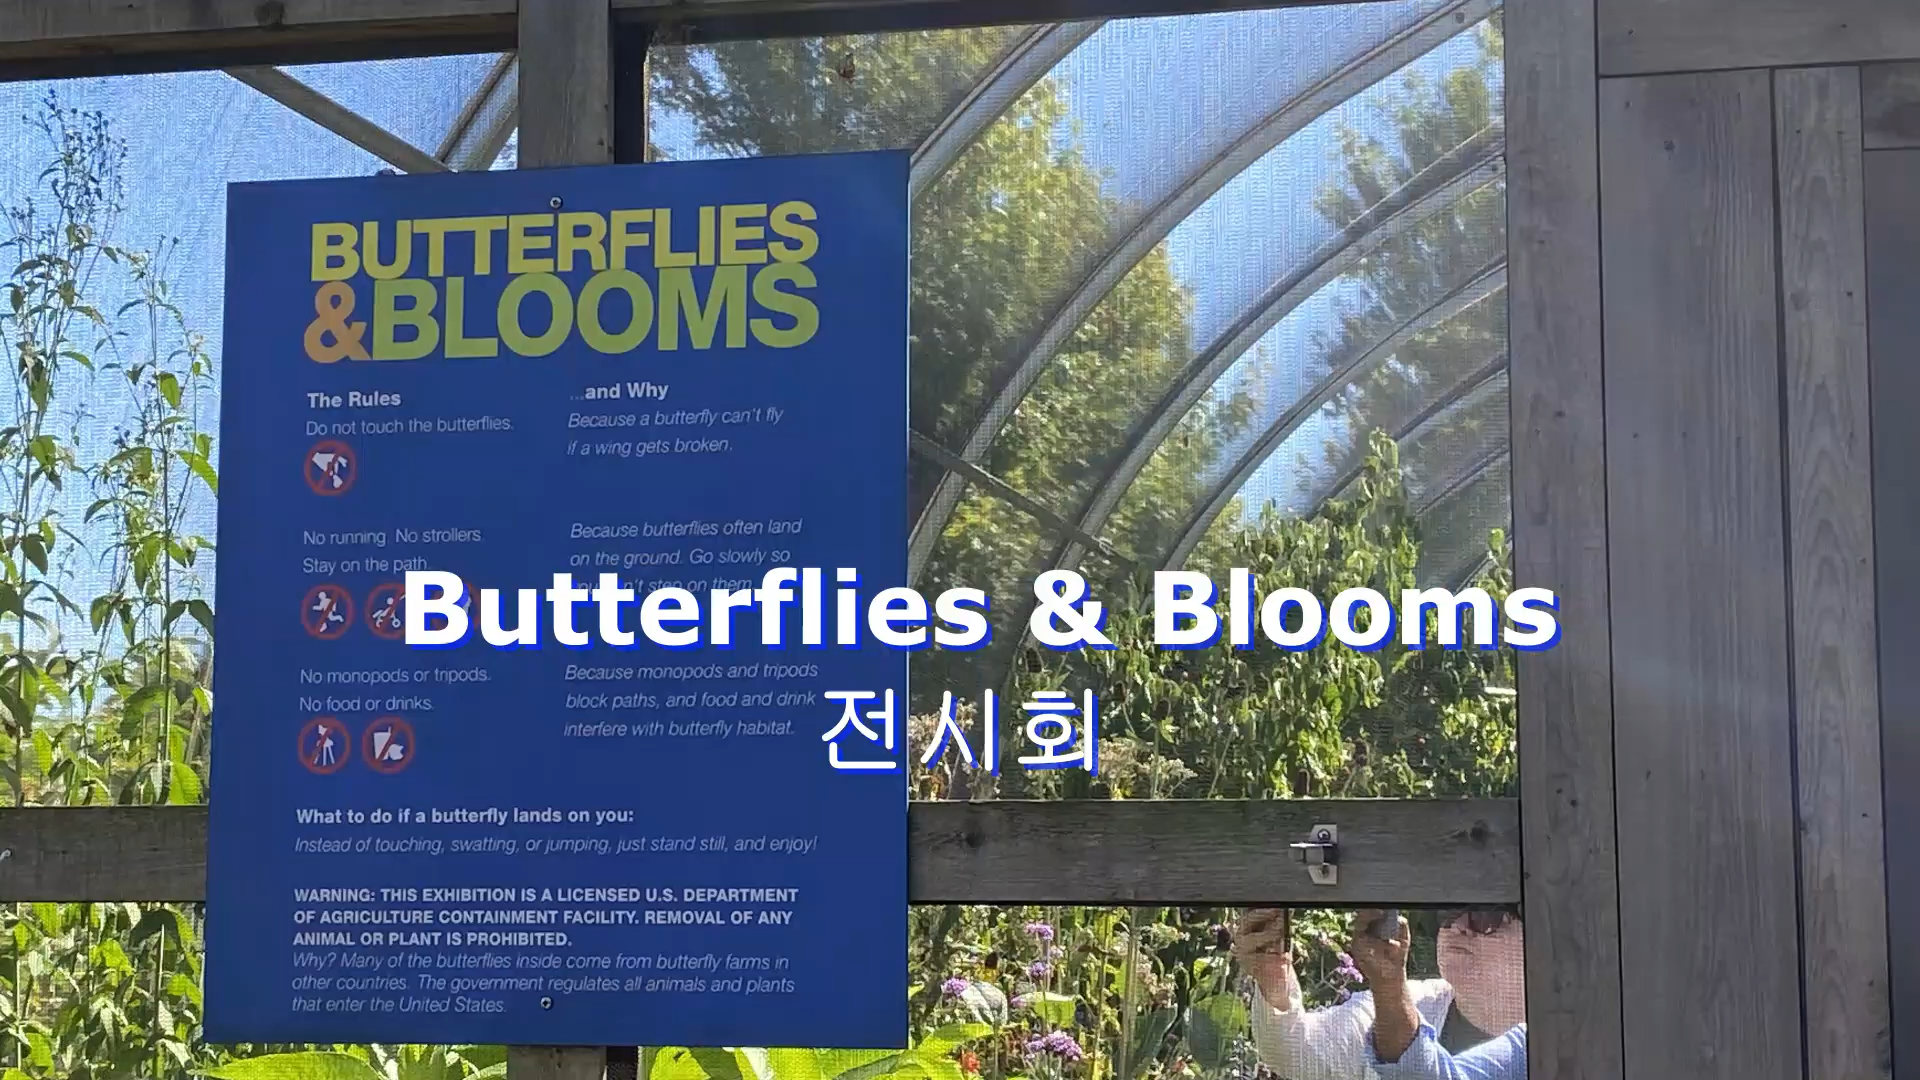 BUTTERFLIES
&BLOOMS
The Rules
...and Why
Do not touch the butterflies.
Because a butterfly can't fly
if a wing gets broken.
No running. No strollers.
Stay on the path.
Because butterflies often land
on the ground. Go slowly so
step on them.
Butterflies & Blooms
전시회
No monopods or tripods.
No food or drinks.
Because monopods and tripods
block paths, and food and drink
interfere with butterfly habitat.
What to do if a butterfly lands on you:
Instead of touching, swatting, or jumping, just stand still, and enjoy!
WARNING: THIS EXHIBITION IS A LICENSED U.S. DEPARTMENT
OF AGRICULTURE CONTAINMENT FACILITY. REMOVAL OF ANY
ANIMAL OR PLANT IS PROHIBITED.
Why? Many of the butterflies inside come from butterfly farms in
other countries. The government regulates all animals and plants
that enter the United States.